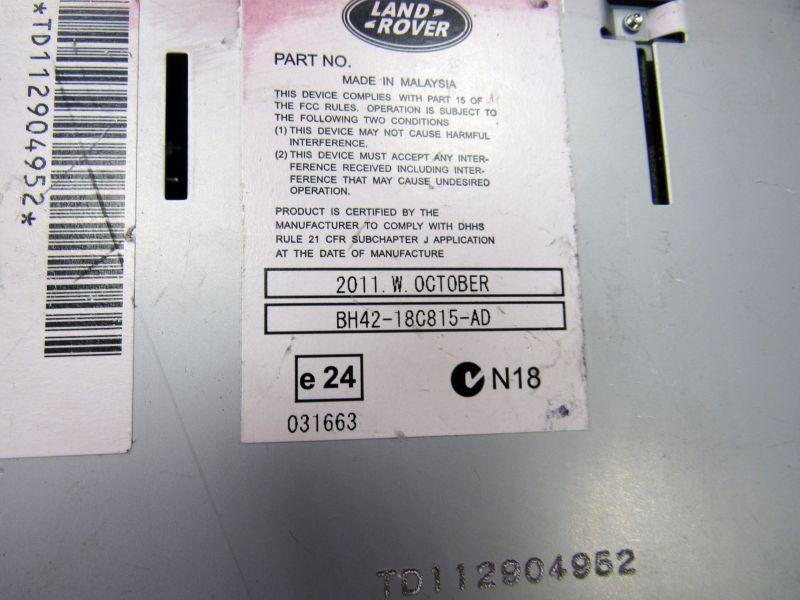 *TD112904952*
LAND
ROVER
PART NO.
MADE IN MALAYSIA
THIS DEVICE COMPLIES WITH PART 15 OF
THE FCC RULES. OPERATION IS SUBJECT TO
THE FOLLOWING TWO CONDITIONS
(1) THIS DEVICE MAY NOT CAUSE HARMFUL
INTERFERENCE.
(2) THIS DEVICE MUST ACCEPT ANY INTER-
FERENCE RECEIVED INCLUDING INTER-
FERENCE THAT MAY CAUSE UNDESIRED
OPERATION.
PRODUCT IS CERTIFIED BY THE
MANUFACTURER TO COMPLY WITH DHHS
RULE 21 CFR SUBCHAPTER J APPLICATION
AT THE DATE OF MANUFACTURE
2011. W. OCTOBER
BH42-18C815-AD
e 24
N18
031663
TD112904952